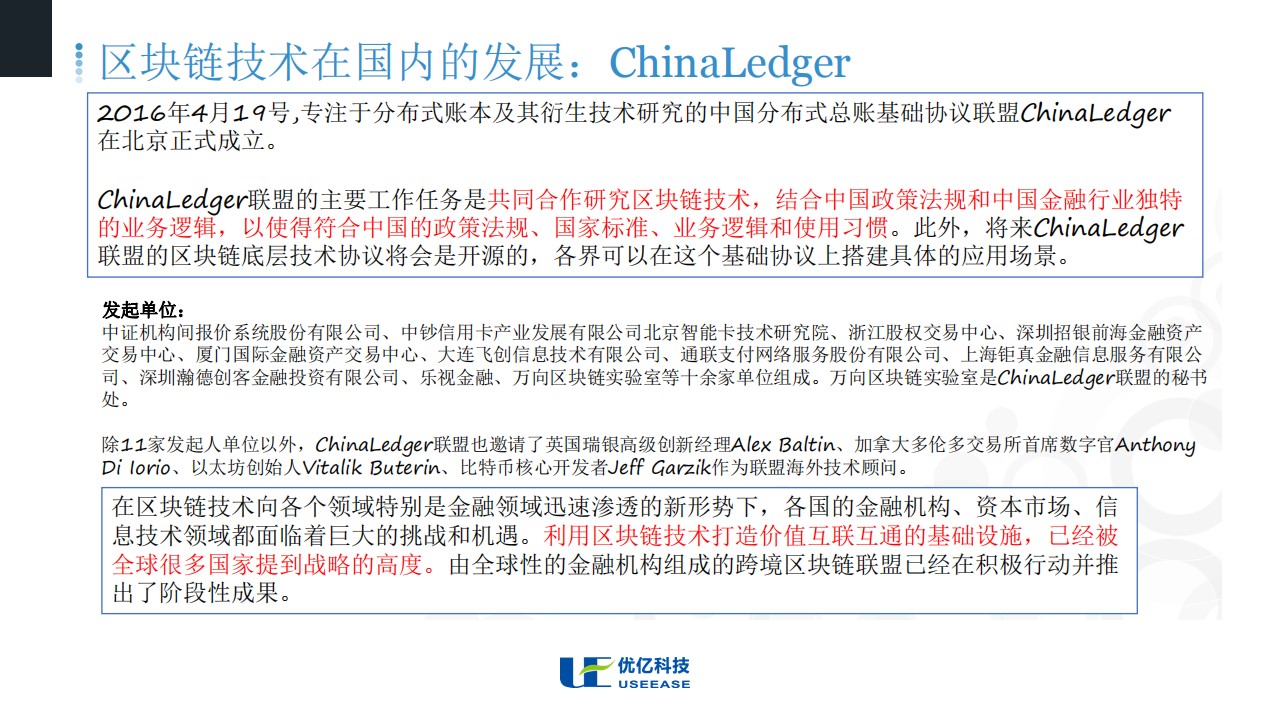 区块链技术在国内的发展：ChinaLedger
2016年4月19号,专注于分布式账本及其衍生技术研究的中国分布式总账基础协议联盟ChinaLedger
在北京正式成立。
ChinaLedger联盟的主要工作任务是共同合作研究区块链技术，结合中国政策法规和中国金融行业独特
的业务逻辑，以使得符合中国的政策法规、国家标准、业务逻辑和使用习惯。此外，将来ChinaLedger
联盟的区块链底层技术协议将会是开源的，各界可以在这个基础协议上搭建具体的应用场景。
发起单位：
中证机构间报价系统股份有限公司、中钞信用卡产业发展有限公司北京智能卡技术研究院、浙江股权交易中心、深圳招银前海金融资产
交易中心、厦门国际金融资产交易中心、大连飞创信息技术有限公司、通联支付网络服务股份有限公司、上海钜真金融信息服务有限公
司、深圳瀚德创客金融投资有限公司、乐视金融、万向区块链实验室等十余家单位组成。万向区块链实验室是ChinaLedger联盟的秘书
处。
除11家发起人单位以外，ChinaLedger联盟也邀请了英国瑞银高级创新经理Alex Baltin、加拿大多伦多交易所首席数字官Anthony
Di Iorio、以太坊创始人Vitalik Buterin、比特币核心开发者Jeff Garzik作为联盟海外技术顾问。
在区块链技术向各个领域特别是金融领域迅速渗透的新形势下，各国的金融机构、资本市场、信
息技术领域都面临着巨大的挑战和机遇。利用区块链技术打造价值互联互通的基础设施，已经被
全球很多国家提到战略的高度。由全球性的金融机构组成的跨境区块链联盟已经在积极行动并推
出了阶段性成果。
UE 优亿科技
USEEASE